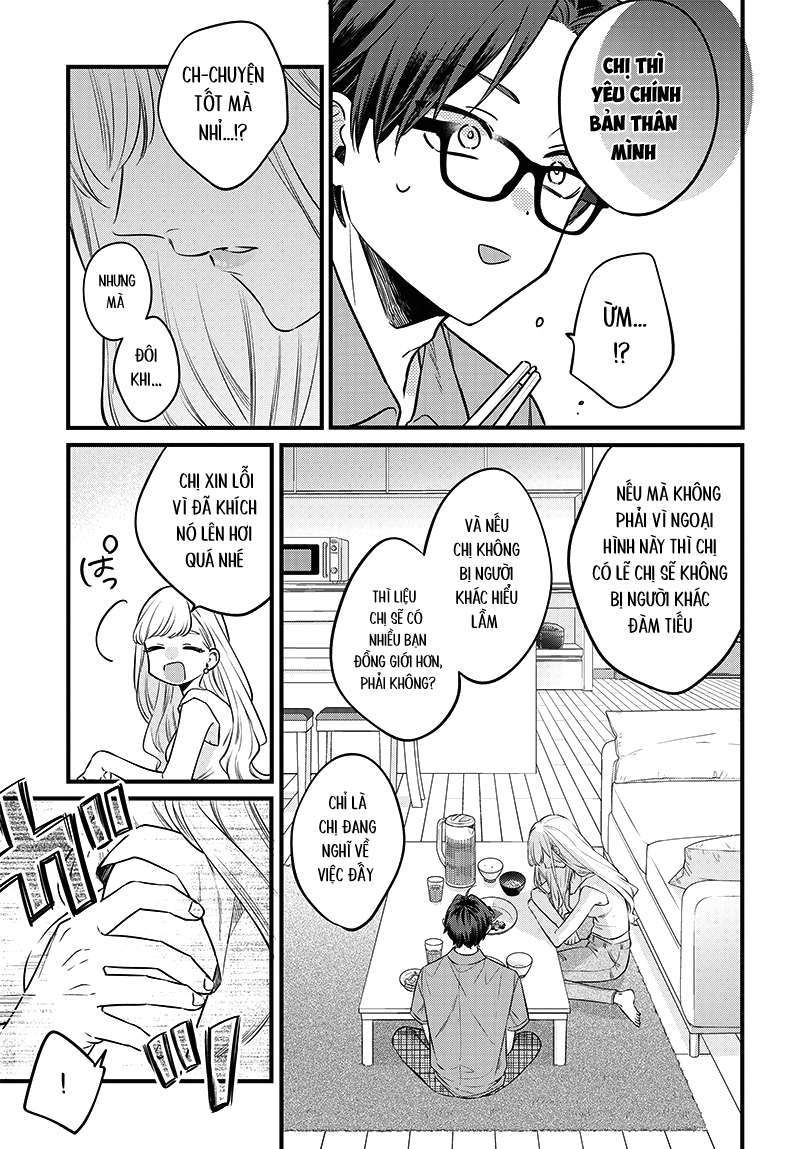 CHỊ THÌ
YÊU CHÍNH
BẢN THÂN
MÌNH
ỪM...
!?
CH-CHUYỆN
TỐT MÀ
NHỈ...!?
NHƯNG
MÀ
ĐÔI
KHI...
NẾU MÀ KHÔNG
PHẢI VÌ NGOẠI
HÌNH NÀY THÌ CHỊ
CÓ LẼ CHỊ SẼ KHÔNG
BỊ NGƯỜI KHÁC
ĐÀM TIẾU
VÀ NẾU
CHỊ KHÔNG
BỊ NGƯỜI
KHÁC HIỂU
LẦM
THÌ LIỆU
CHỊ SẼ CÓ
NHIỀU BẠN
ĐỒNG GIỚI HƠN,
PHẢI KHÔNG?
CHỈ LÀ
CHỊ ĐANG
NGHĨ VỀ
VIỆC ĐẤY
CHỊ XIN LỖI
VÌ ĐÃ KHÍCH
NÓ LÊN HƠI
QUÁ NHÉ
ぱっ
!